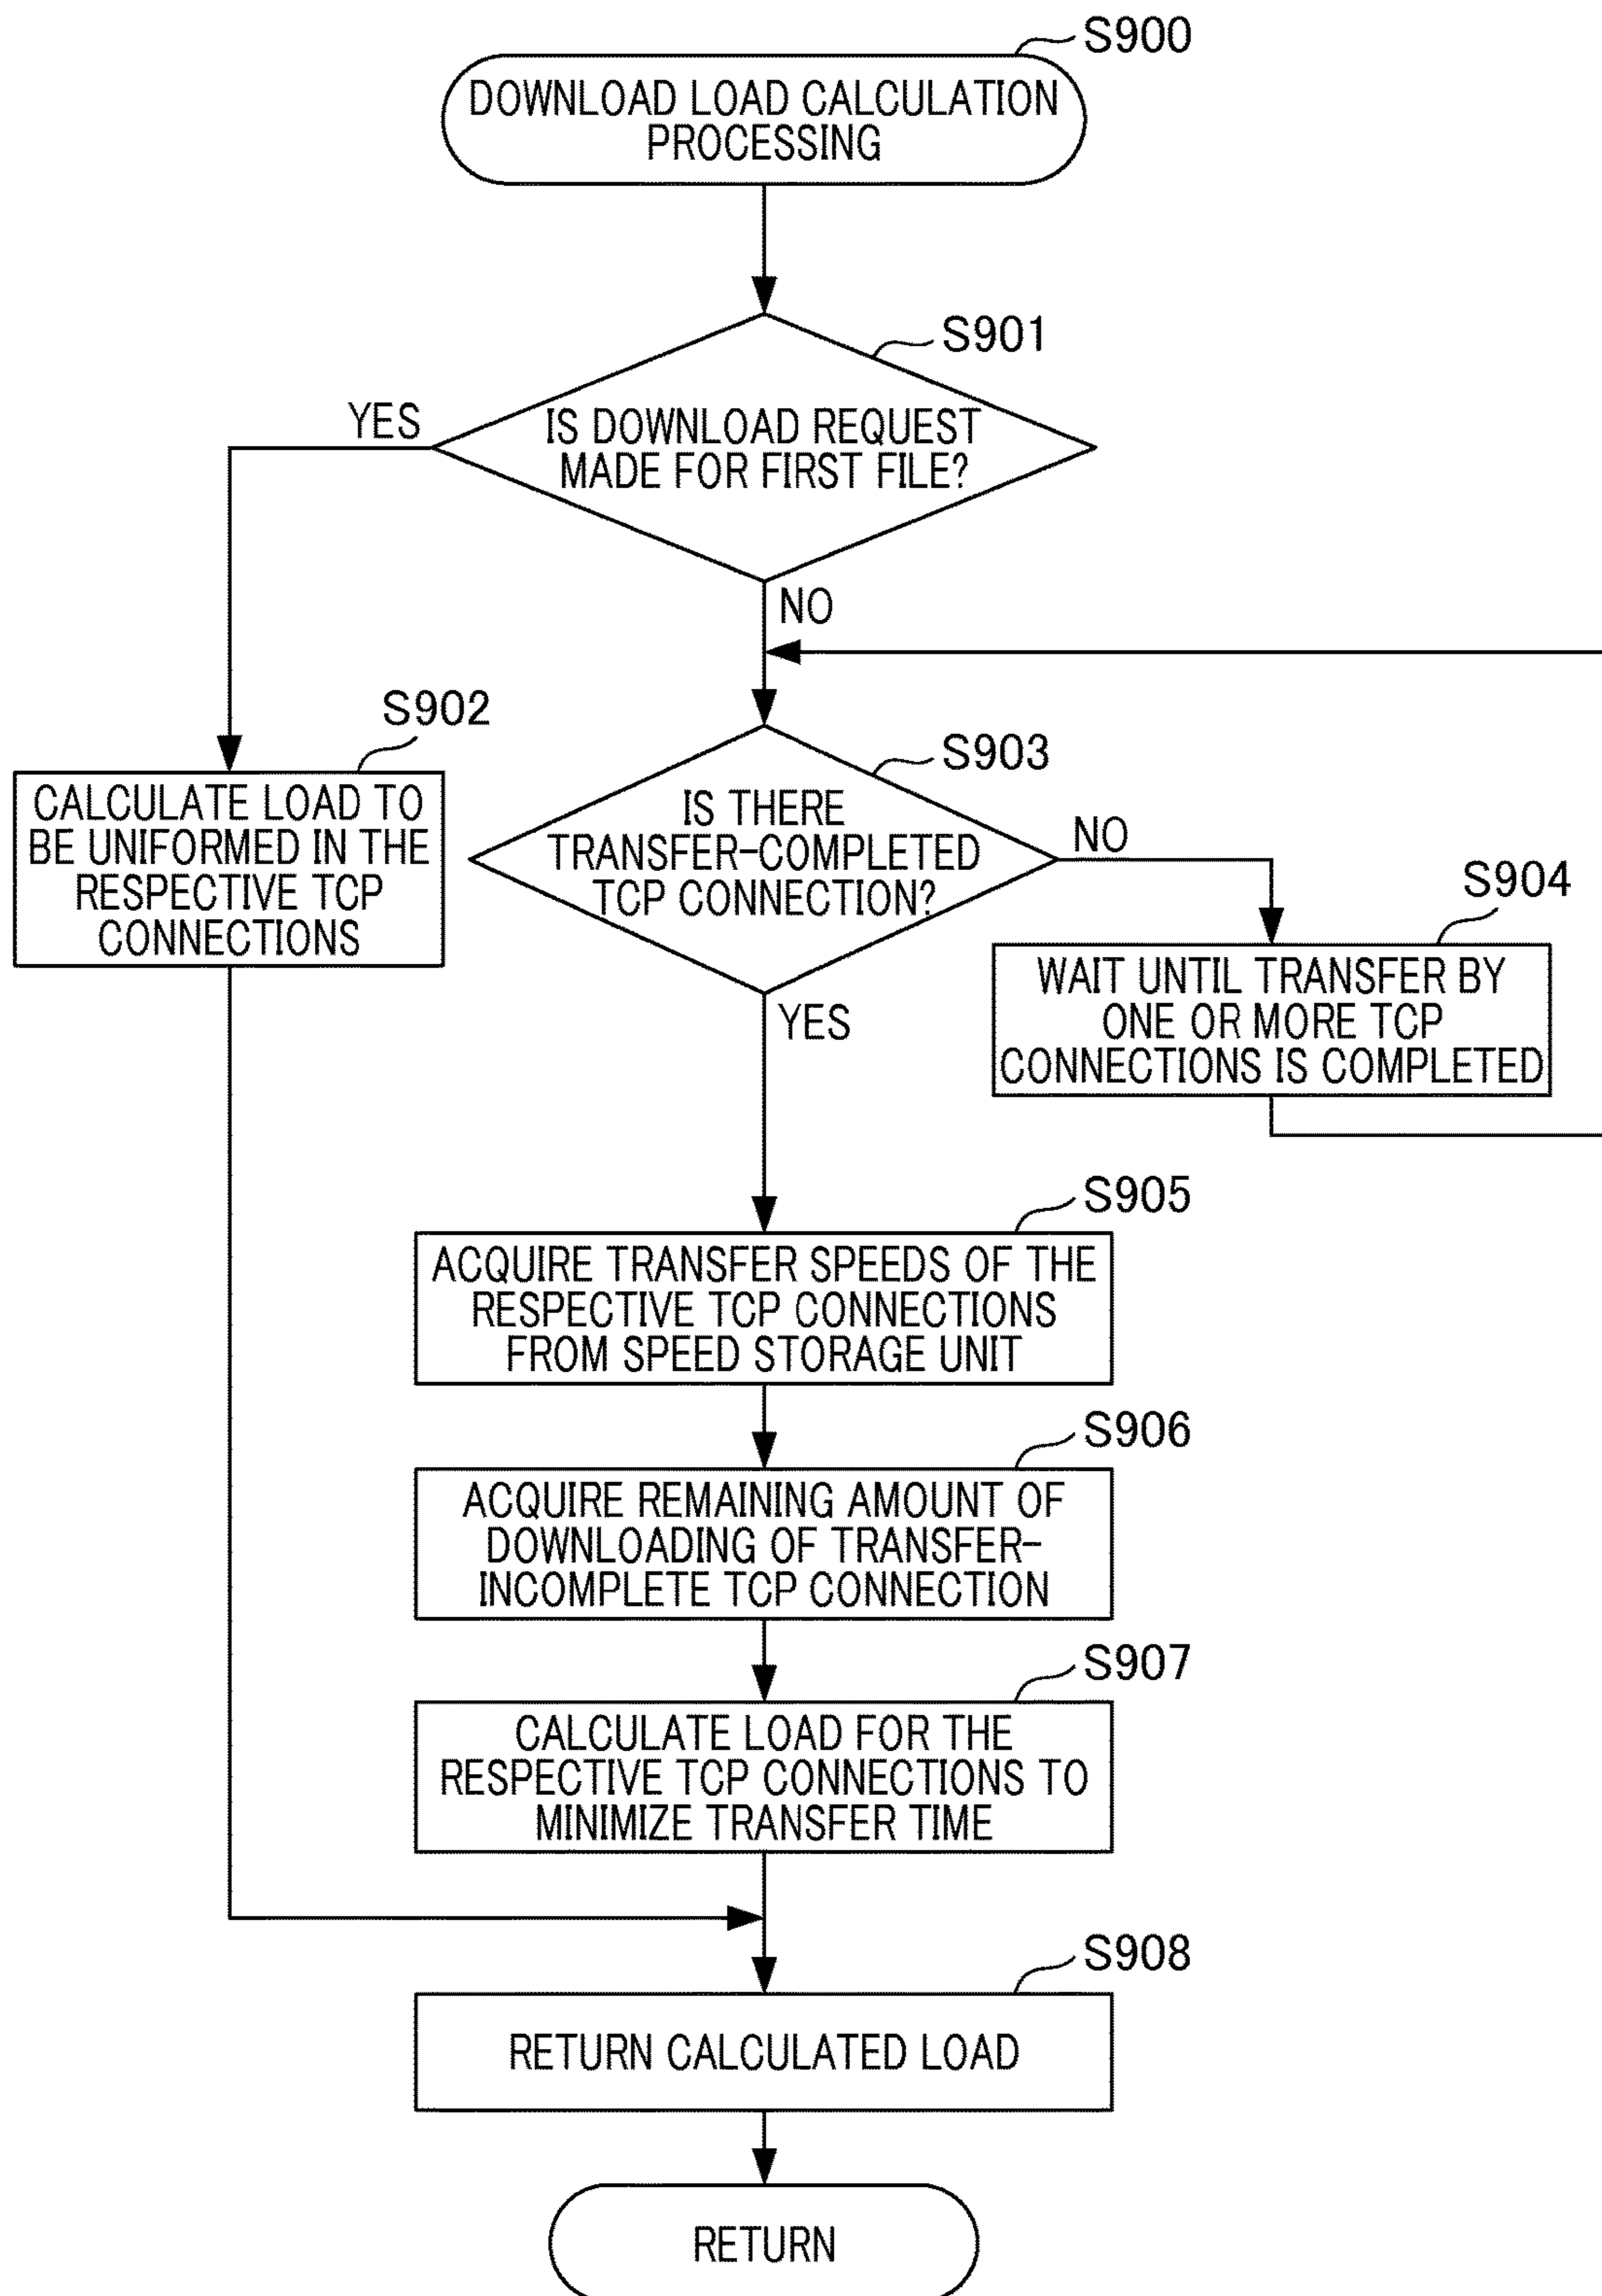 S900
DOWNLOAD LOAD CALCULATION
PROCESSING
S901
YES
IS DOWNLOAD REQUEST
MADE FOR FIRST FILE?
NO
S902
CALCULATE LOAD TO
BE UNIFORMED IN THE
RESPECTIVE TCP
CONNECTIONS
S903
IS THERE
TRANSFER-COMPLETED
TCP CONNECTION?
NO
YES
S904
WAIT UNTIL TRANSFER BY
ONE OR MORE TCP
CONNECTIONS IS COMPLETED
S905
ACQUIRE TRANSFER SPEEDS OF THE
RESPECTIVE TCP CONNECTIONS
FROM SPEED STORAGE UNIT
S906
ACQUIRE REMAINING AMOUNT OF
DOWNLOADING OF TRANSFER-
INCOMPLETE TCP CONNECTION
S907
CALCULATE LOAD FOR THE
RESPECTIVE TCP CONNECTIONS TO
MINIMIZE TRANSFER TIME
S908
RETURN CALCULATED LOAD
RETURN